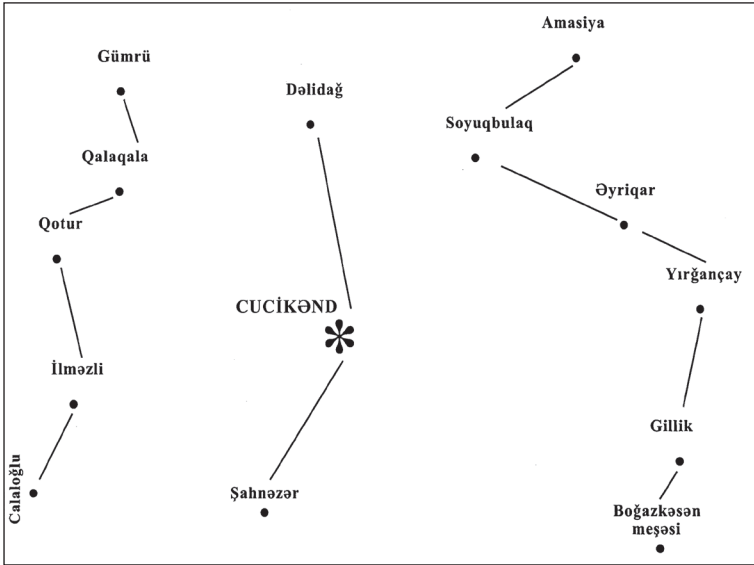 Amasiya
Gümrü
Dəlidağ
Soyuqbulaq
Qalaqala
Əyriqar
Qotur
Yırğançay
CUCİKƏND
İlməzli
Gillik
Calaloğlu
Şahnəzər
Boğazkəsən
meşəsi